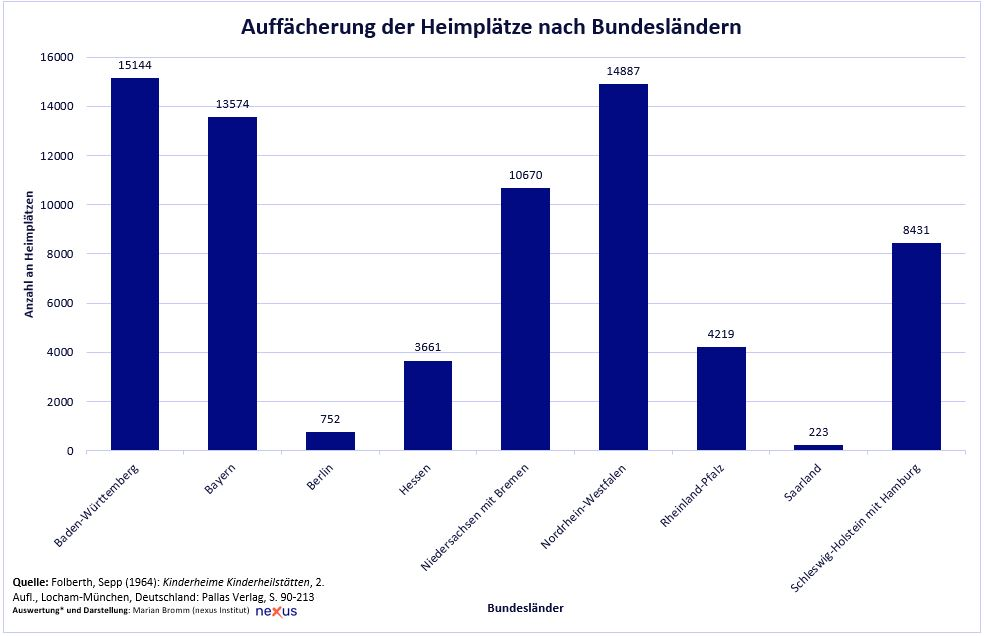 Auffächerung der Heimplätze nach Bundesländern
Anzahl an Heimplätzen
16000
14000
12000
10000
8000
6000
4000
2000
0
15144
13574
752
3661
10670
14887
4219
223
8431
Baden-Württemberg
Bayern
Berlin
Hessen
Niedersachsen mit Bremen
Nordrhein-Westfalen
Rheinland-Pfalz
Saarland
Schleswig-Holstein mit Hamburg
Bundesländer
Quelle: Folberth, Sepp (1964): Kinderheime Kinderheilstätten, 2.
Aufl., Locham-München, Deutschland: Pallas Verlag, S. 90-213
Auswertung* und Darstellung: Marian Bromm (nexus Institut) nexus